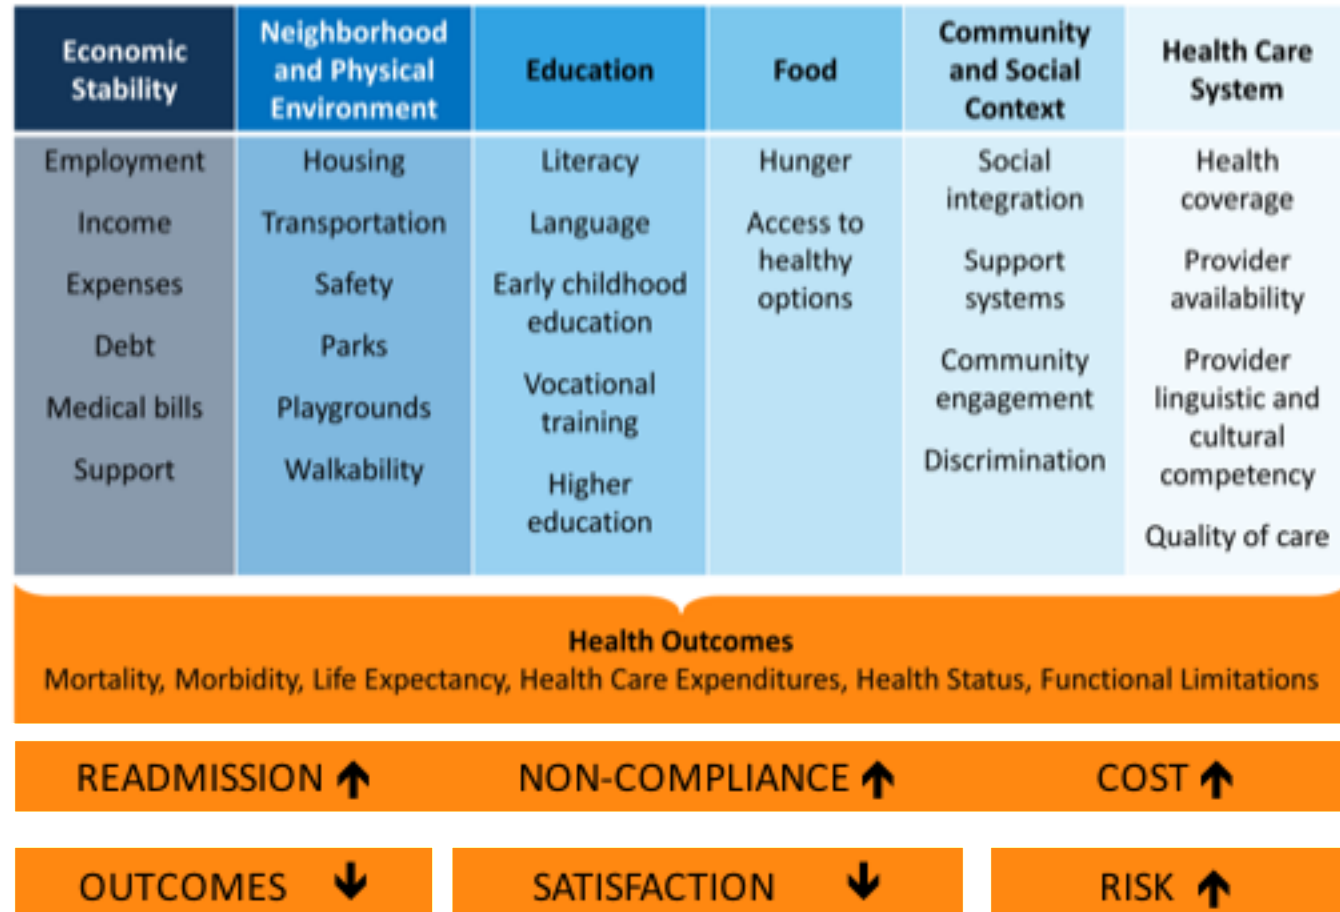 Economic
Stability
Neighborhood
and Physical
Environment
Education
Food
Community
and Social
Context
Health Care
System
Employment
Income
Expenses
Debt
Medical bills
Support
Housing
Transportation
Safety
Parks
Playgrounds
Walkability
Literacy
Language
Early childhood
education
Vocational
training
Higher
education
Hunger
Access to
healthy
options
Social
integration
Support
systems
Community
engagement
Discrimination
Health
coverage
Provider
availability
Provider
linguistic and
cultural
competency
Quality of care
Health Outcomes
Mortality, Morbidity, Life Expectancy, Health Care Expenditures, Health Status, Functional Limitations
READMISSION ↑ NON-COMPLIANCE ↑ COST ↑
OUTCOMES ↓ SATISFACTION ↓ RISK ↑